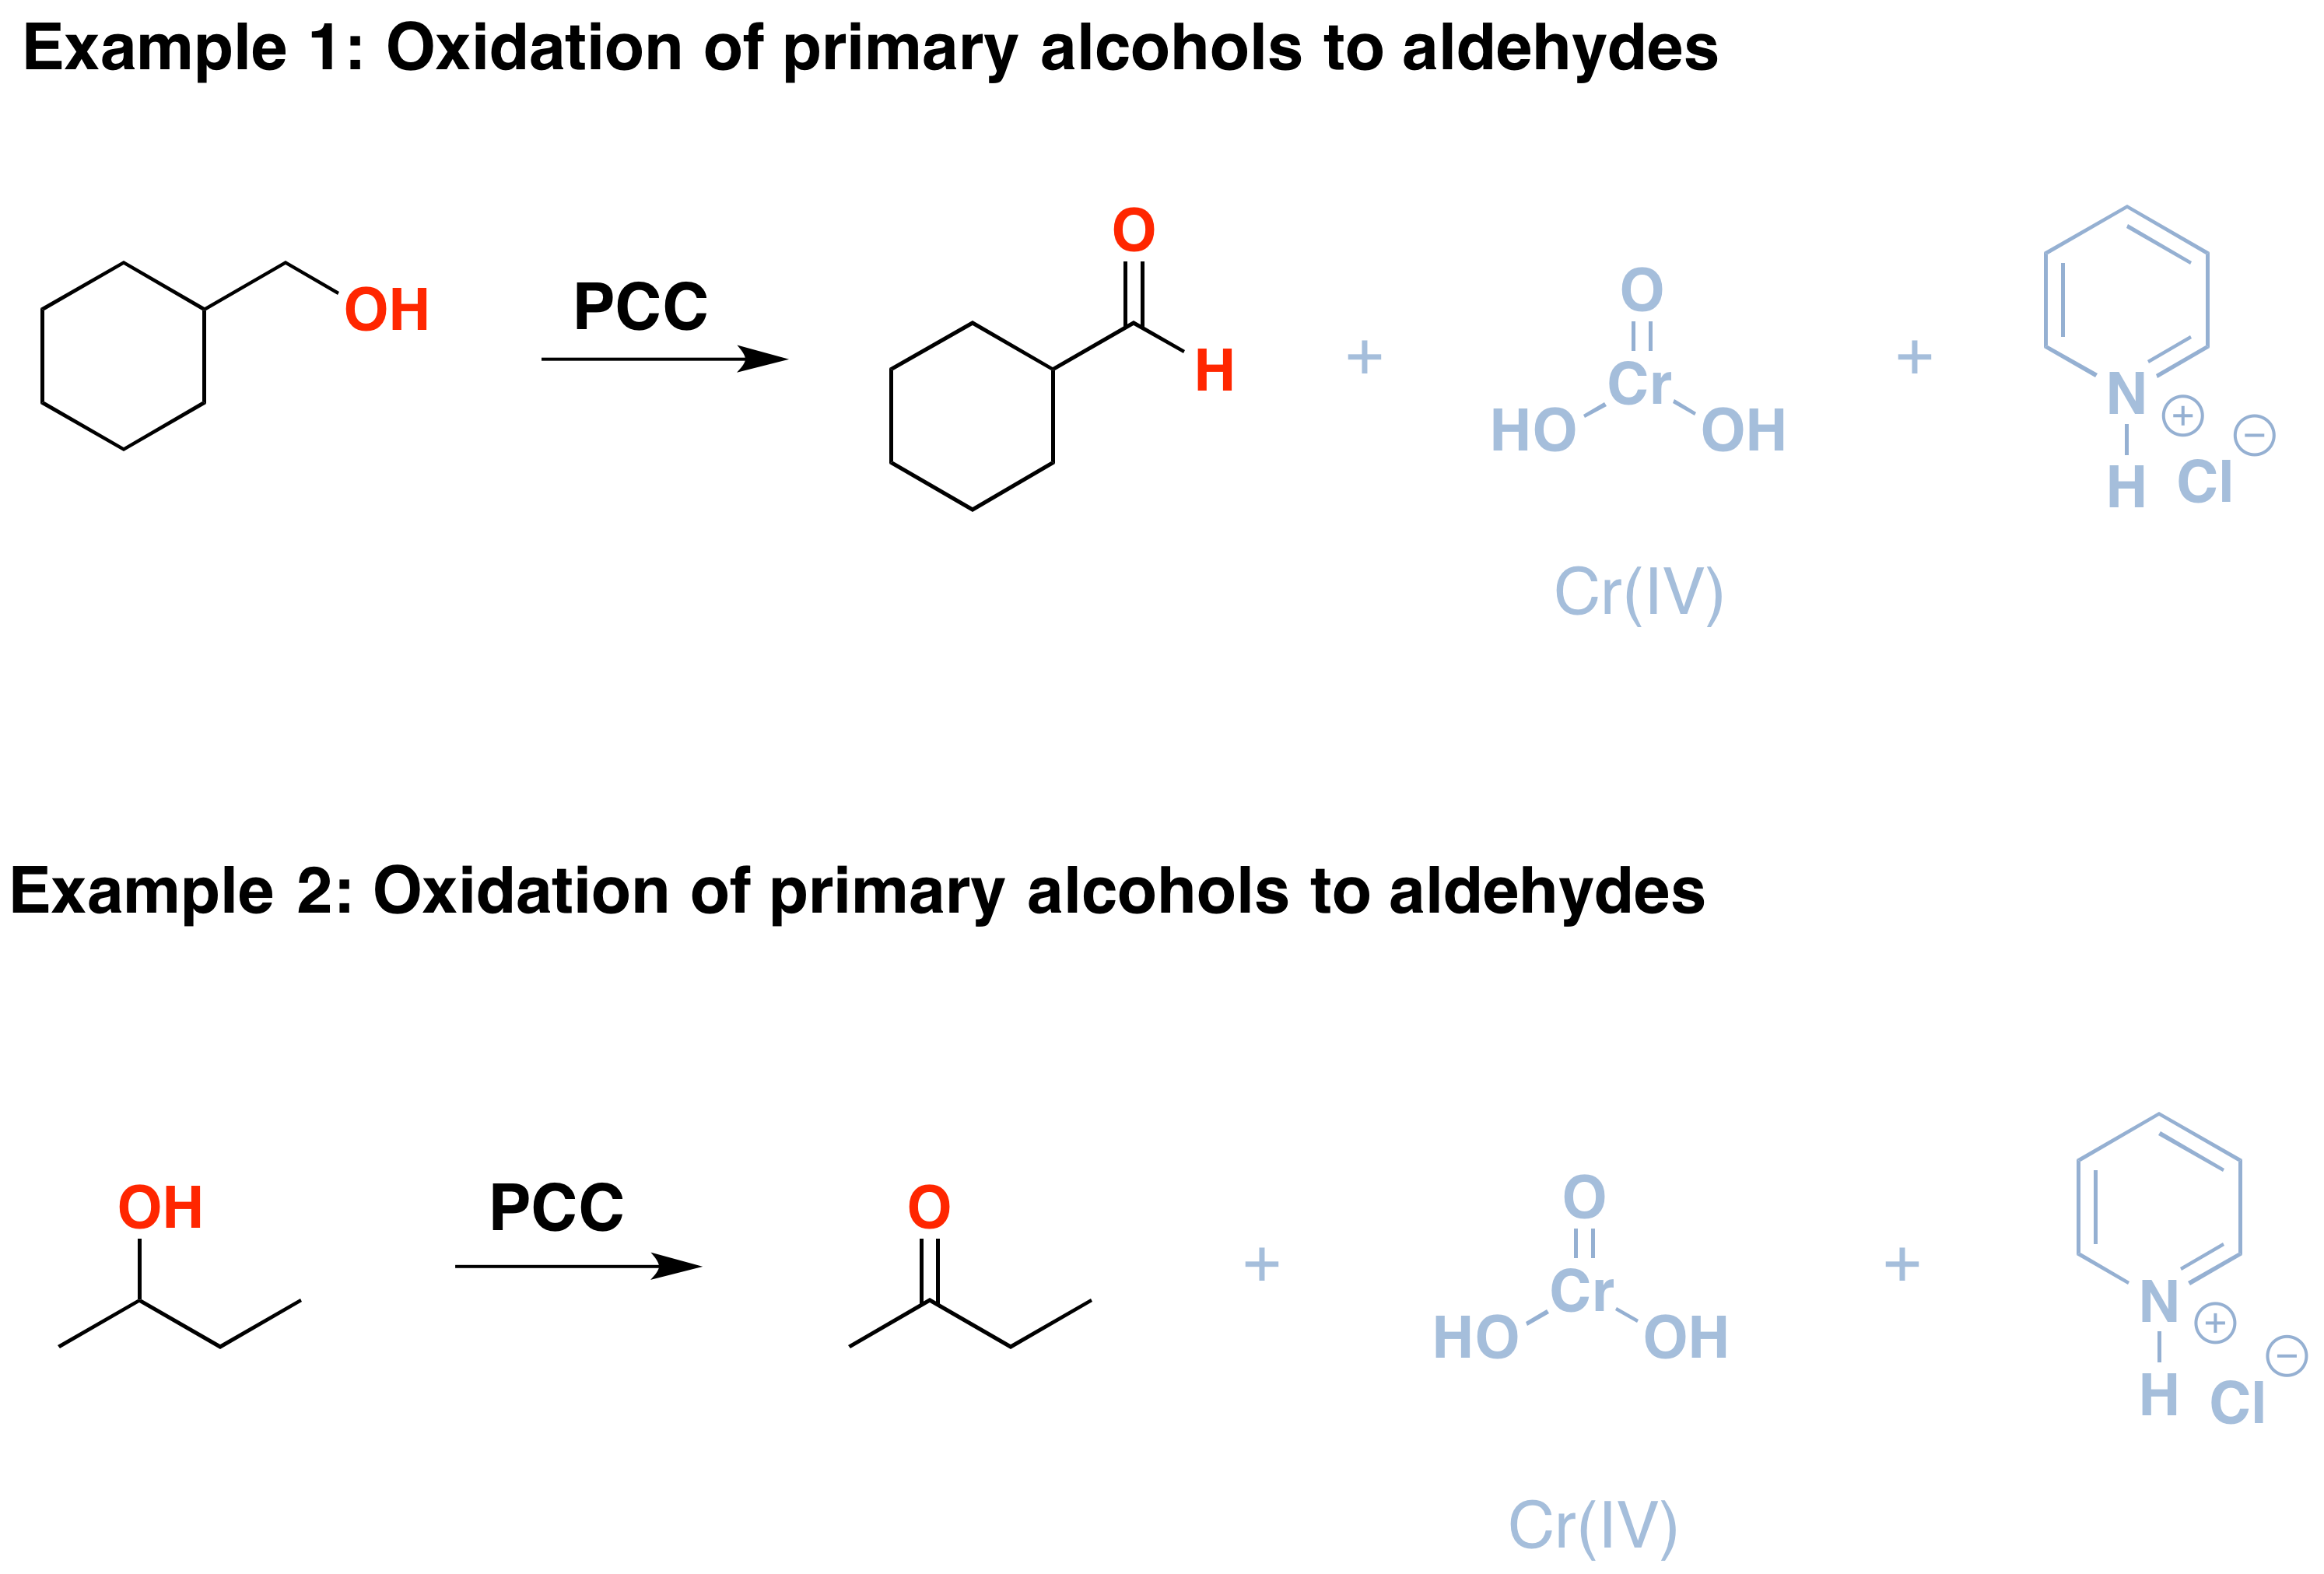 Example 1: Oxidation of primary alcohols to aldehydes
OH
PCC
O
H
+
O
Cr
HO
OH
Cr(IV)
+
N
+
H
Cl
−
Example 2: Oxidation of primary alcohols to aldehydes
OH
PCC
O
+
O
Cr
HO
OH
Cr(IV)
+
N
+
H
Cl
−